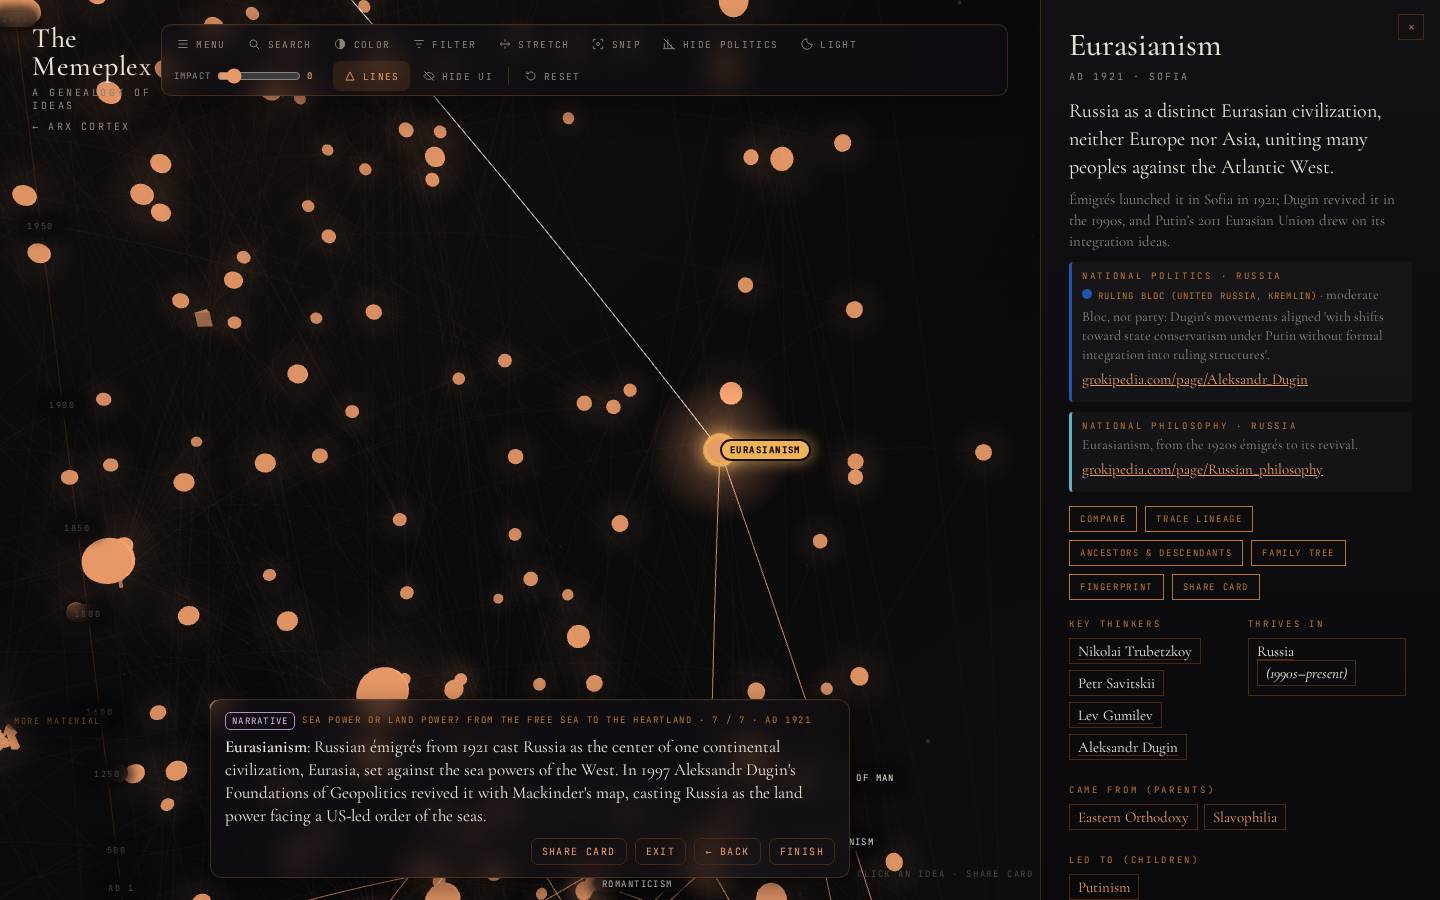 The
Memeplex
A GENEALOGY OF
IDEAS
← ARX CORTEX
MENU
SEARCH
COLOR
FILTER
STRETCH
SNIP
HIDE POLITICS
LIGHT
IMPACT
0
LINES
HIDE UI
RESET
1950
1900
1850
1800
1600
MORE MATERIAL
1250
500
AD 1
EURASIANISM
OF MAN
NISM
ROMANTICISM
CLICK AN IDEA · SHARE CARD
NARRATIVE
SEA POWER OR LAND POWER? FROM THE FREE SEA TO THE HEARTLAND · 7 / 7 · AD 1921
Eurasianism: Russian émigrés from 1921 cast Russia as the center of one continental
civilization, Eurasia, set against the sea powers of the West. In 1997 Aleksandr Dugin's
Foundations of Geopolitics revived it with Mackinder's map, casting Russia as the land
power facing a US-led order of the seas.
SHARE CARD
EXIT
← BACK
FINISH
×
Eurasianism
AD 1921 · SOFIA
Russia as a distinct Eurasian civilization,
neither Europe nor Asia, uniting many
peoples against the Atlantic West.
Émigrés launched it in Sofia in 1921; Dugin revived it in
the 1990s, and Putin's 2011 Eurasian Union drew on its
integration ideas.
NATIONAL POLITICS · RUSSIA
RULING BLOC (UNITED RUSSIA, KREMLIN) · moderate
Bloc, not party: Dugin's movements aligned 'with shifts
toward state conservatism under Putin without formal
integration into ruling structures'.
grokipedia.com/page/Aleksandr_Dugin
NATIONAL PHILOSOPHY · RUSSIA
Eurasianism, from the 1920s émigrés to its revival.
grokipedia.com/page/Russian_philosophy
COMPARE
TRACE LINEAGE
ANCESTORS & DESCENDANTS
FAMILY TREE
FINGERPRINT
SHARE CARD
KEY THINKERS
Nikolai Trubetzkoy
Petr Savitskii
Lev Gumilev
Aleksandr Dugin
THRIVES IN
Russia
(1990s–present)
CAME FROM (PARENTS)
Eastern Orthodoxy
Slavophilia
LED TO (CHILDREN)
Putinism